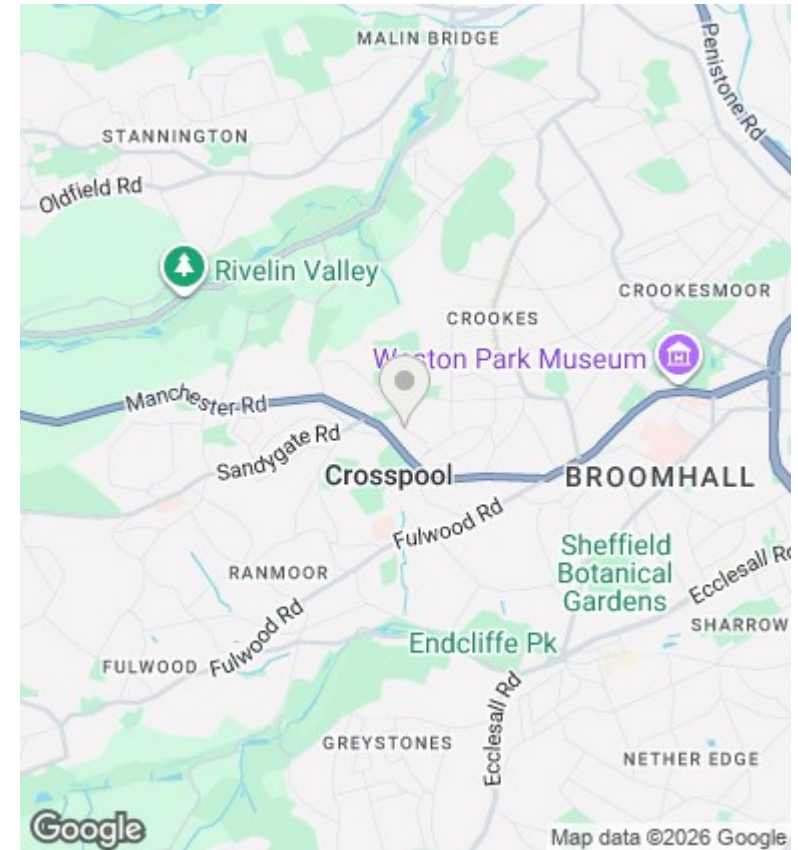 MALIN BRIDGE
Penistone Rd
STANNINGTON
Oldfield Rd
Rivelin Valley
CROOKESMOOR
CROOKES
Weston Park Museum
Manchester Rd
Sandygate Rd
Crosspool
BROOMHALL
Fulwood Rd
Sheffield
Botanical
Gardens
Ecclesall Rd
RANMOOR
SHARROW
Endcliffe Pk
FULWOOD
Fulwood Rd
Ecclesall Rd
GREYSTONES
NETHER EDGE
Google
Map data ©2026 Google